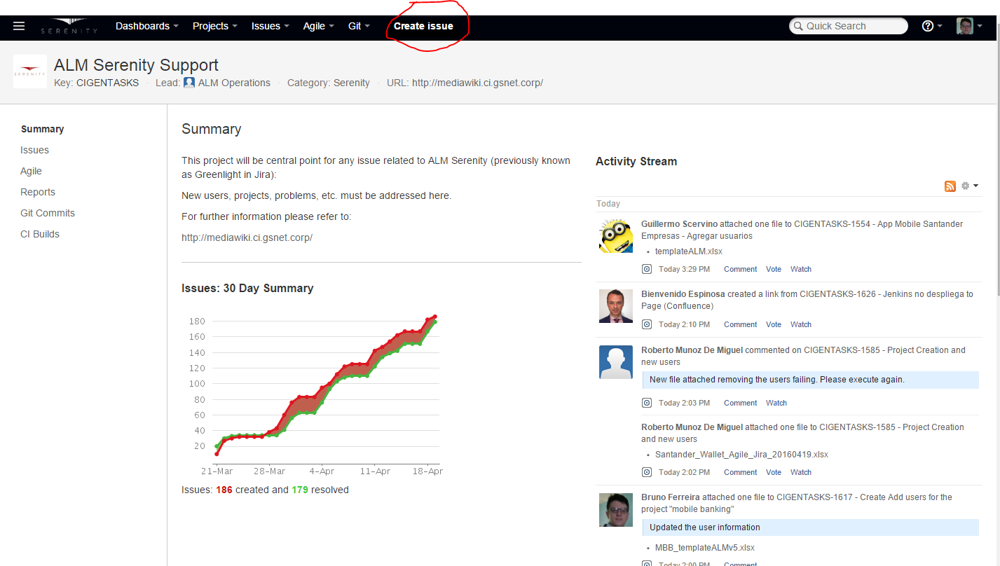 SERENITY
Dashboards Projects Issues Agile Git Create issue Quick Search
SERENITY
ALM Serenity Support
Key: CIGENTASKS · Lead: ALM Operations · Category: Serenity · URL: http://mediawiki.ci.gsnet.corp/
Summary
Issues
Agile
Reports
Git Commits
CI Builds
Summary
This project will be central point for any issue related to ALM Serenity (previously known
as Greenlight in Jira):
New users, projects, problems, etc. must be addressed here.
For further information please refer to:
http://mediawiki.ci.gsnet.corp/
Issues: 30 Day Summary
180
160
140
120
100
80
60
40
20
21-Mar 28-Mar 4-Apr 11-Apr 18-Apr
Issues: 186 created and 179 resolved
Activity Stream
Today
Guillermo Scervino attached one file to CIGENTASKS-1554 - App Mobile Santander
Empresas - Agregar usuarios
• templateALM.xlsx
Today 3:29 PM Comment Vote Watch
Bienvenido Espinosa created a link from CIGENTASKS-1626 - Jenkins no despliega to
Page (Confluence)
Today 2:10 PM Comment Vote Watch
Roberto Munoz De Miguel commented on CIGENTASKS-1585 - Project Creation and
new users
New file attached removing the users failing. Please execute again.
Today 2:03 PM Comment Watch
Roberto Munoz De Miguel attached one file to CIGENTASKS-1585 - Project Creation
and new users
• Santander_Wallet_Agile_Jira_20160419.xlsx
Today 2:02 PM Comment Vote Watch
Bruno Ferreira attached one file to CIGENTASKS-1617 - Create Add users for the
project "mobile banking"
Updated the user information
• MBB_templateALMv5.xlsx
Today 2:00 PM Comment